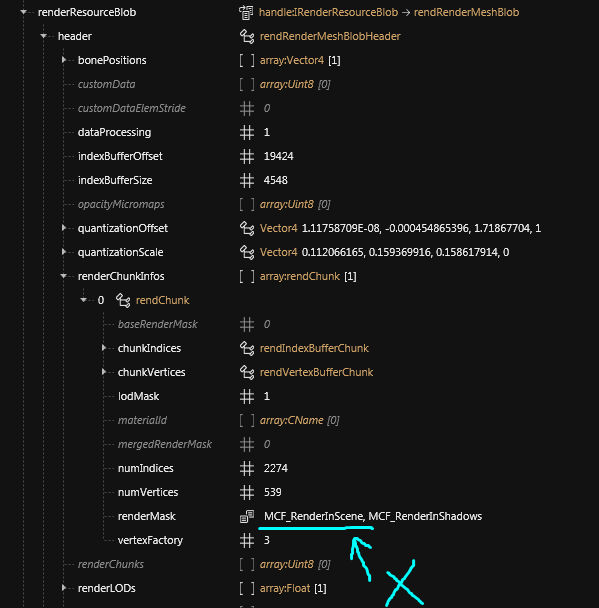 renderResourceBlob handle:IRenderResourceBlob → rendRenderMeshBlob
header rendRenderMeshBlobHeader
bonePositions [ ] array:Vector4 [1]
customData [ ] array:Uint8 [0]
customDataElemStride # 0
dataProcessing # 1
indexBufferOffset # 19424
indexBufferSize # 4548
opacityMicromaps [ ] array:Uint8 [0]
quantizationOffset Vector4 1.11758709E-08, -0.000454865396, 1.71867704, 1
quantizationScale Vector4 0.112066165, 0.159369916, 0.158617914, 0
renderChunkInfos [ ] array:rendChunk [1]
0 rendChunk
baseRenderMask # 0
chunkIndices rendIndexBufferChunk
chunkVertices rendVertexBufferChunk
lodMask # 1
materialId [ ] array:CName [0]
mergedRenderMask # 0
numIndices # 2274
numVertices # 539
renderMask MCF_RenderInScene, MCF_RenderInShadows
vertexFactory # 3
renderChunks [ ] array:Uint8 [0]
renderLODs [ ] array:Float [1]
X